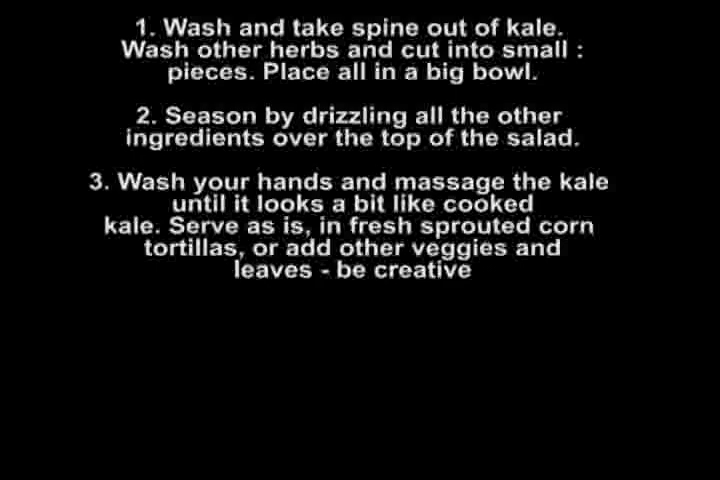 1. Wash and take spine out of kale.
Wash other herbs and cut into small :
pieces. Place all in a big bowl.
2. Season by drizzling all the other
ingredients over the top of the salad.
3. Wash your hands and massage the kale
until it looks a bit like cooked
kale. Serve as is, in fresh sprouted corn
tortillas, or add other veggies and
leaves - be creative